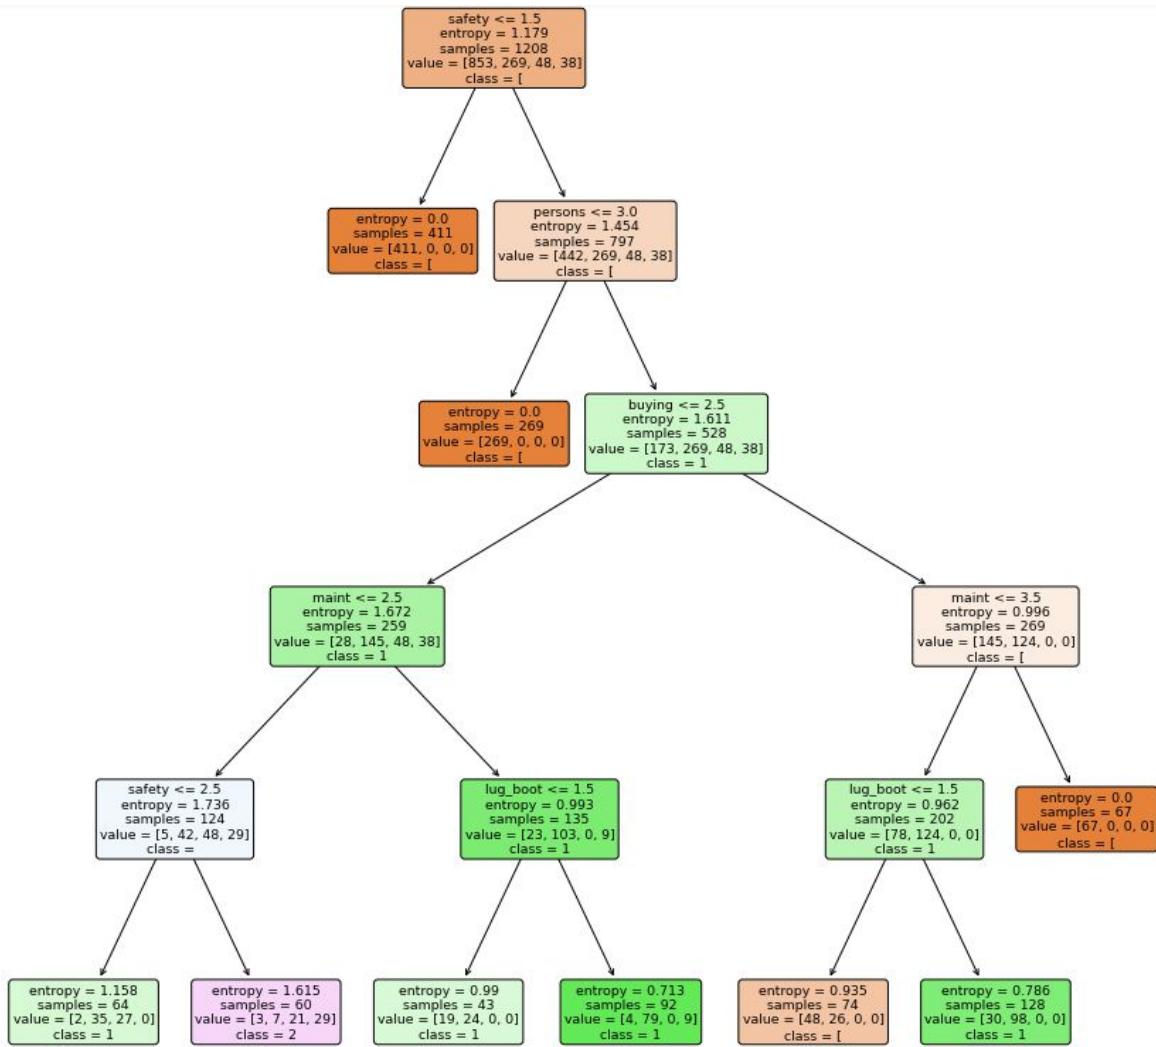 safety <= 1.5
entropy = 1.179
samples = 1208
value = [853, 269, 48, 38]
class = [
entropy = 0.0
samples = 411
value = [411, 0, 0, 0]
class = [
persons <= 3.0
entropy = 1.454
samples = 797
value = [442, 269, 48, 38]
class = [
entropy = 0.0
samples = 269
value = [269, 0, 0, 0]
class = [
buying <= 2.5
entropy = 1.611
samples = 528
value = [173, 269, 48, 38]
class = 1
maint <= 2.5
entropy = 1.672
samples = 259
value = [28, 145, 48, 38]
class = 1
maint <= 3.5
entropy = 0.996
samples = 269
value = [145, 124, 0, 0]
class = [
safety <= 2.5
entropy = 1.736
samples = 124
value = [5, 42, 48, 29]
class =
lug_boot <= 1.5
entropy = 0.993
samples = 135
value = [23, 103, 0, 9]
class = 1
lug_boot <= 1.5
entropy = 0.962
samples = 202
value = [78, 124, 0, 0]
class = 1
entropy = 0.0
samples = 67
value = [67, 0, 0, 0]
class = [
entropy = 1.158
samples = 64
value = [2, 35, 27, 0]
class = 1
entropy = 1.615
samples = 60
value = [3, 7, 21, 29]
class = 2
entropy = 0.99
samples = 43
value = [19, 24, 0, 0]
class = 1
entropy = 0.713
samples = 92
value = [4, 79, 0, 9]
class = 1
entropy = 0.935
samples = 74
value = [48, 26, 0, 0]
class = [
entropy = 0.786
samples = 128
value = [30, 98, 0, 0]
class = 1